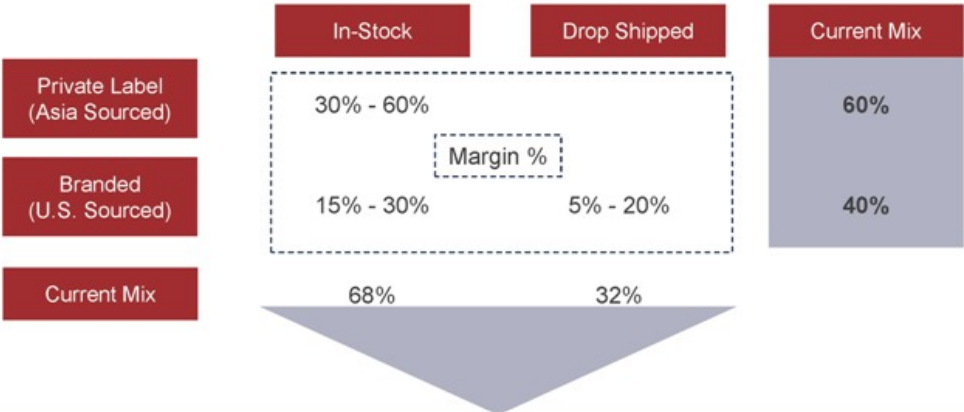 In-Stock
Drop Shipped
Current Mix
Private Label
(Asia Sourced)
30% - 60%
60%
Margin %
Branded
(U.S. Sourced)
15% - 30%
5% - 20%
40%
Current Mix
68%
32%